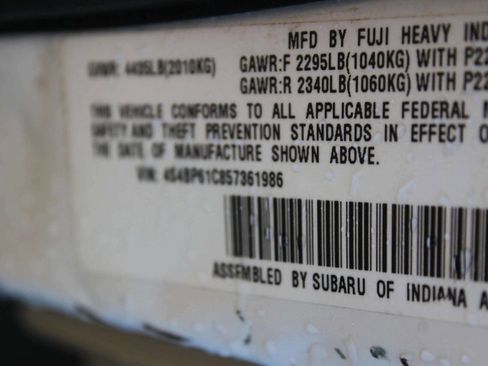 MFD BY FUJI HEAVY IND
GVWR: 4435LB(2010KG) GAWR:F 2295LB(1040KG) WITH P22
GAWR:R 2340LB(1060KG) WITH P22
THIS VEHICLE CONFORMS TO ALL APPLICABLE FEDERAL
SAFETY AND THEFT PREVENTION STANDARDS IN EFFECT O
THE DATE OF MANUFACTURE SHOWN ABOVE.
VIN: 4S4BP61C857361986
ASSEMBLED BY SUBARU OF INDIANA A